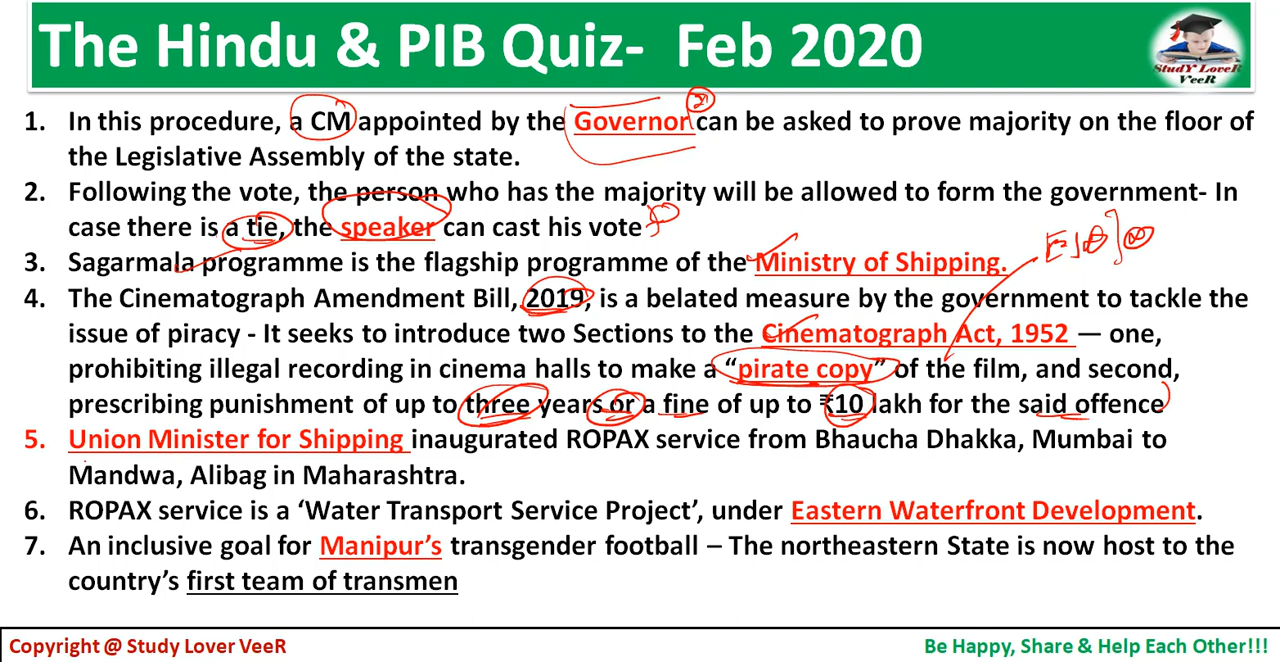 The Hindu & PIB Quiz- Feb 2020
StudY LoveR
VeeR
1. In this procedure, a CM appointed by the Governor can be asked to prove majority on the floor of
the Legislative Assembly of the state.
2. Following the vote, the person who has the majority will be allowed to form the government- In
case there is a tie, the speaker can cast his vote
3. Sagarmala programme is the flagship programme of the Ministry of Shipping.
4. The Cinematograph Amendment Bill, 2019, is a belated measure by the government to tackle the
issue of piracy - It seeks to introduce two Sections to the Cinematograph Act, 1952 — one,
prohibiting illegal recording in cinema halls to make a “pirate copy” of the film, and second,
prescribing punishment of up to three years or a fine of up to ₹10 lakh for the said offence
5. Union Minister for Shipping inaugurated ROPAX service from Bhaucha Dhakka, Mumbai to
Mandwa, Alibag in Maharashtra.
6. ROPAX service is a ‘Water Transport Service Project’, under Eastern Waterfront Development.
7. An inclusive goal for Manipur’s transgender football – The northeastern State is now host to the
country’s first team of transmen
Copyright @ Study Lover VeeR
Be Happy, Share & Help Each Other!!!